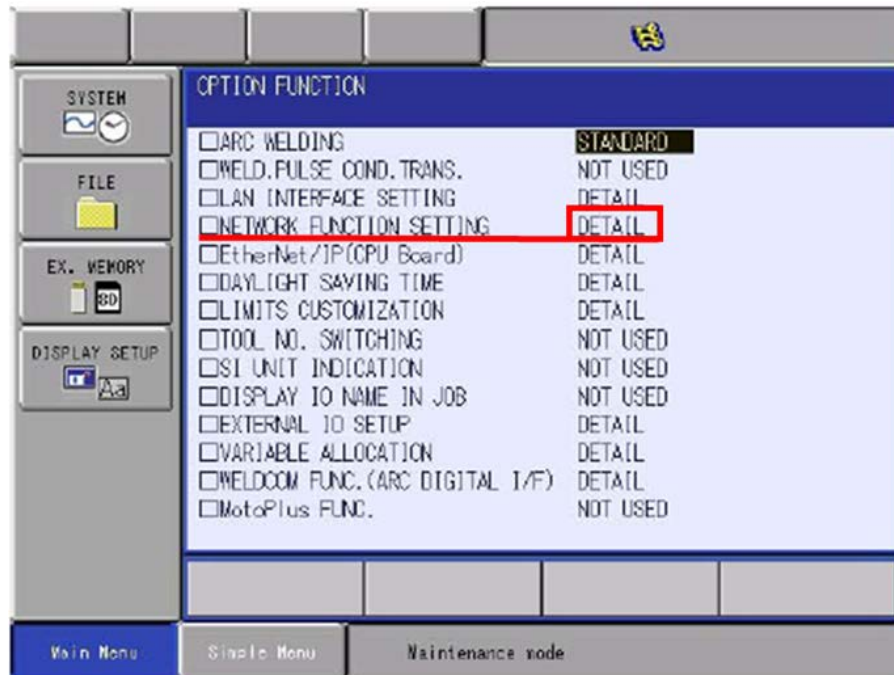 SYSTEM
FILE
EX. MEMORY
DISPLAY SETUP
OPTION FUNCTION
□ARC WELDING STANDARD
□WELD.PULSE COND.TRANS. NOT USED
□LAN INTERFACE SETTING DETAIL
□NETWORK FUNCTION SETTING DETAIL
□EtherNet/IP(CPU Board) DETAIL
□DAYLIGHT SAVING TIME DETAIL
□LIMITS CUSTOMIZATION DETAIL
□TOOL NO. SWITCHING NOT USED
□SI UNIT INDICATION NOT USED
□DISPLAY IO NAME IN JOB NOT USED
□EXTERNAL IO SETUP DETAIL
□VARIABLE ALLOCATION DETAIL
□WELDCOM FUNC.(ARC DIGITAL I/F) DETAIL
□MotoPlus FUNC. NOT USED
Main Menu Simple Menu Maintenance mode